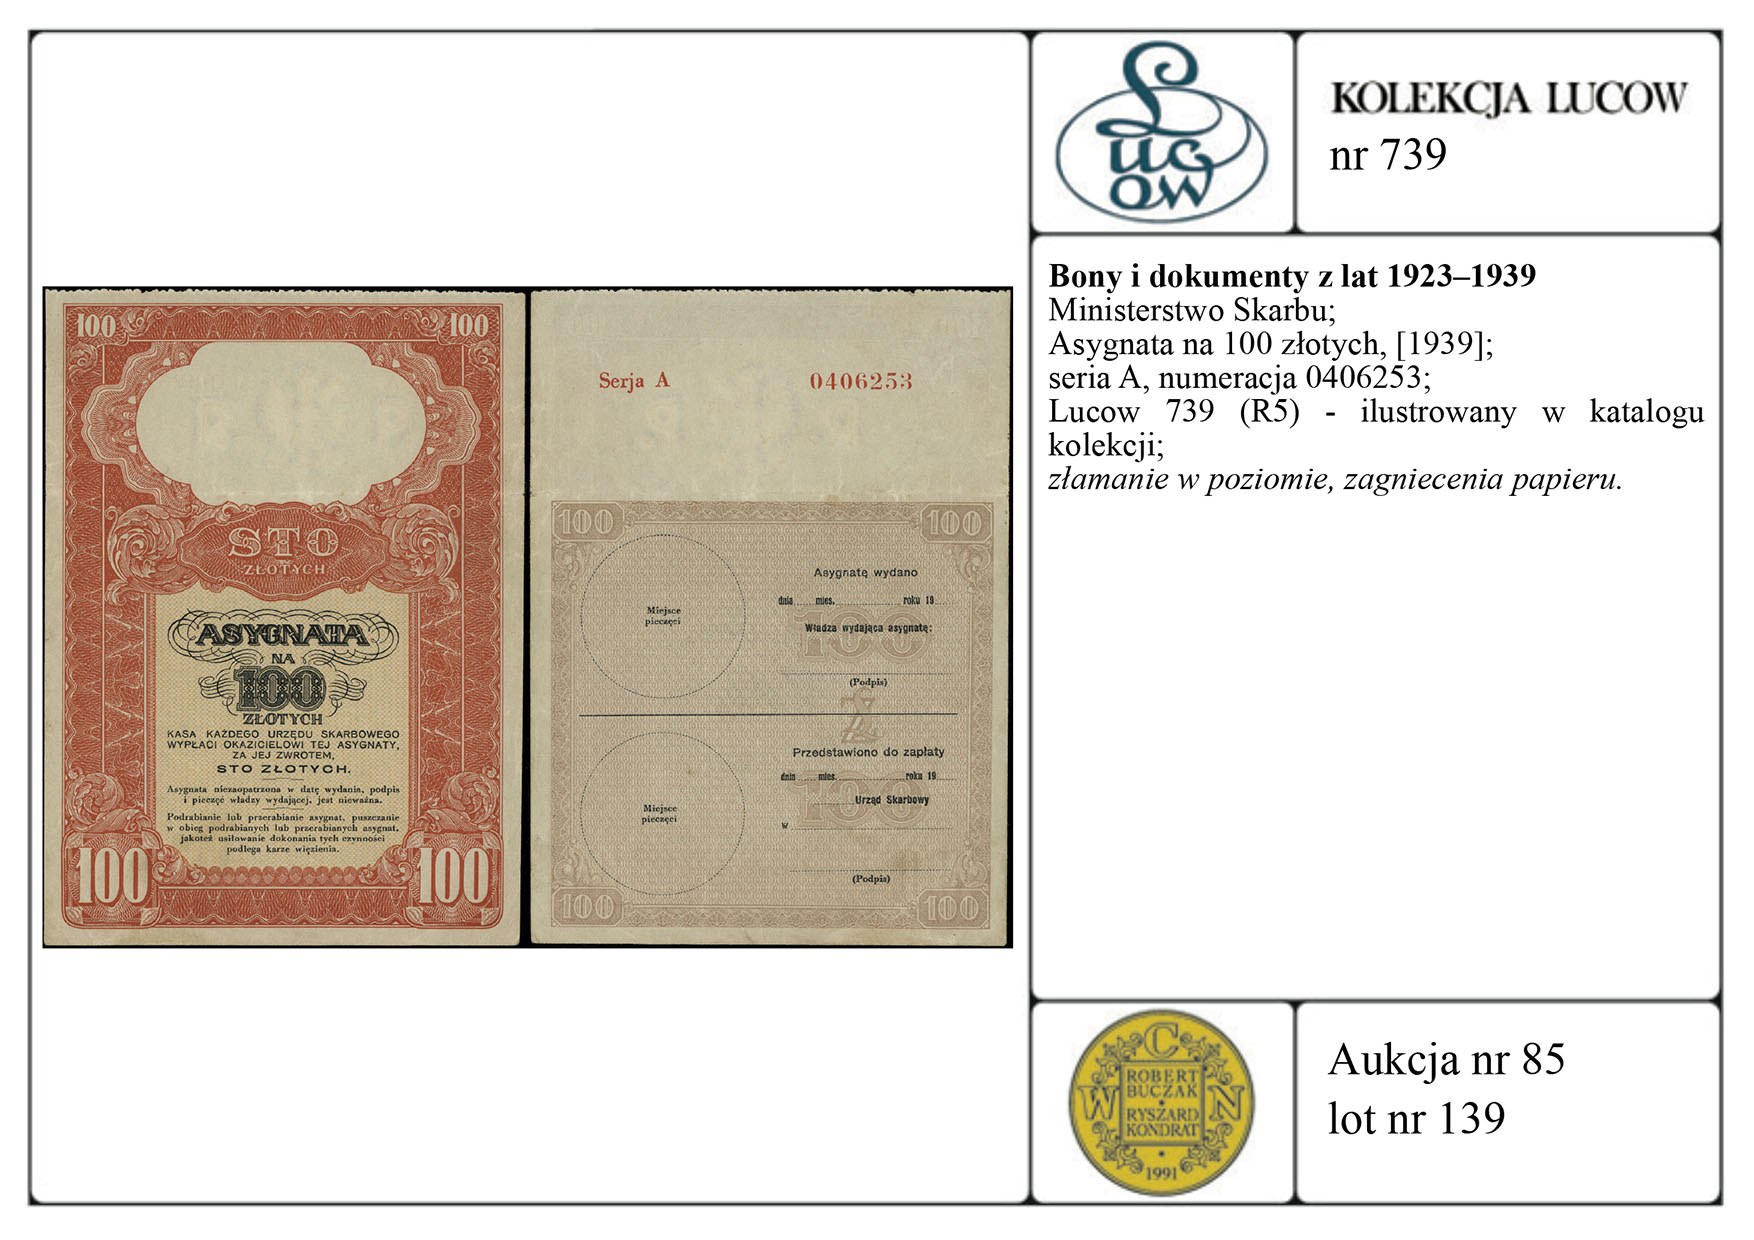 100
100
STO
ZŁOTYCH
ASYGNATA
NA
100
ZŁOTYCH
KASA KAŻDEGO URZĘDU SKARBOWEGO
WYPŁACI OKAZICIELOWI TEJ ASYGNATY,
ZA JEJ ZWROTEM,
STO ZŁOTYCH.
Asygnata niezaopatrzona w datę wydania, podpis
i pieczęć władzy wydającej, jest nieważna.
Podrabianie lub przerabianie asygnat, puszczanie
w obieg podrabianych lub przerabianych asygnat,
jakoteż usiłowanie dokonania tych czynności
podlega karze więzienia.
100
100
Serja A
0406253
100
100
Miejsce
pieczęci
Asygnatę wydano
dnia......mies....................roku 19......
Władza wydająca asygnatę:
100
(Podpis)
Zł
Miejsce
pieczęci
Przedstawiono do zapłaty
dnia......mies....................roku 19......
100
Urząd Skarbowy
w
(Podpis)
100
100
Lucow
KOLEKCJA LUCOW
nr 739
Bony i dokumenty z lat 1923–1939
Ministerstwo Skarbu;
Asygnata na 100 złotych, [1939];
seria A, numeracja 0406253;
Lucow 739 (R5) - ilustrowany w katalogu
kolekcji;
złamanie w poziomie, zagniecenia papieru.
C
W
N
ROBERT
BUCZAK
RYSZARD
KONDRAT
1991
Aukcja nr 85
lot nr 139